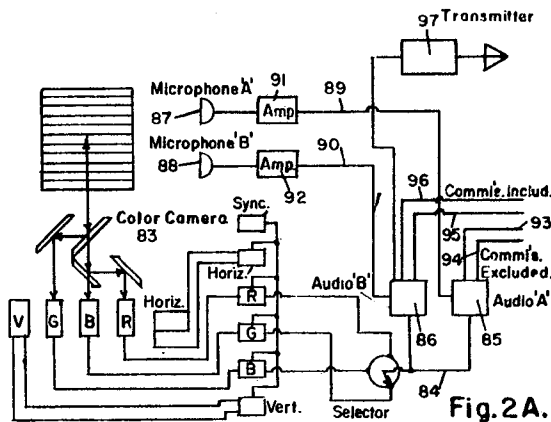 97 Transmitter
Microphone 'A'
91
87
Amp
89
Microphone 'B'
90
88
Amp.
92
96
Comm's. Includ.
93
95
94
Comm's. Excluded.
Color Camera
83
Sync.
Horiz.
Horiz.
Audio 'B'
Audio 'A'
86
85
V
G
B
R
R
G
B
Vert.
Selector
84
Fig. 2A.